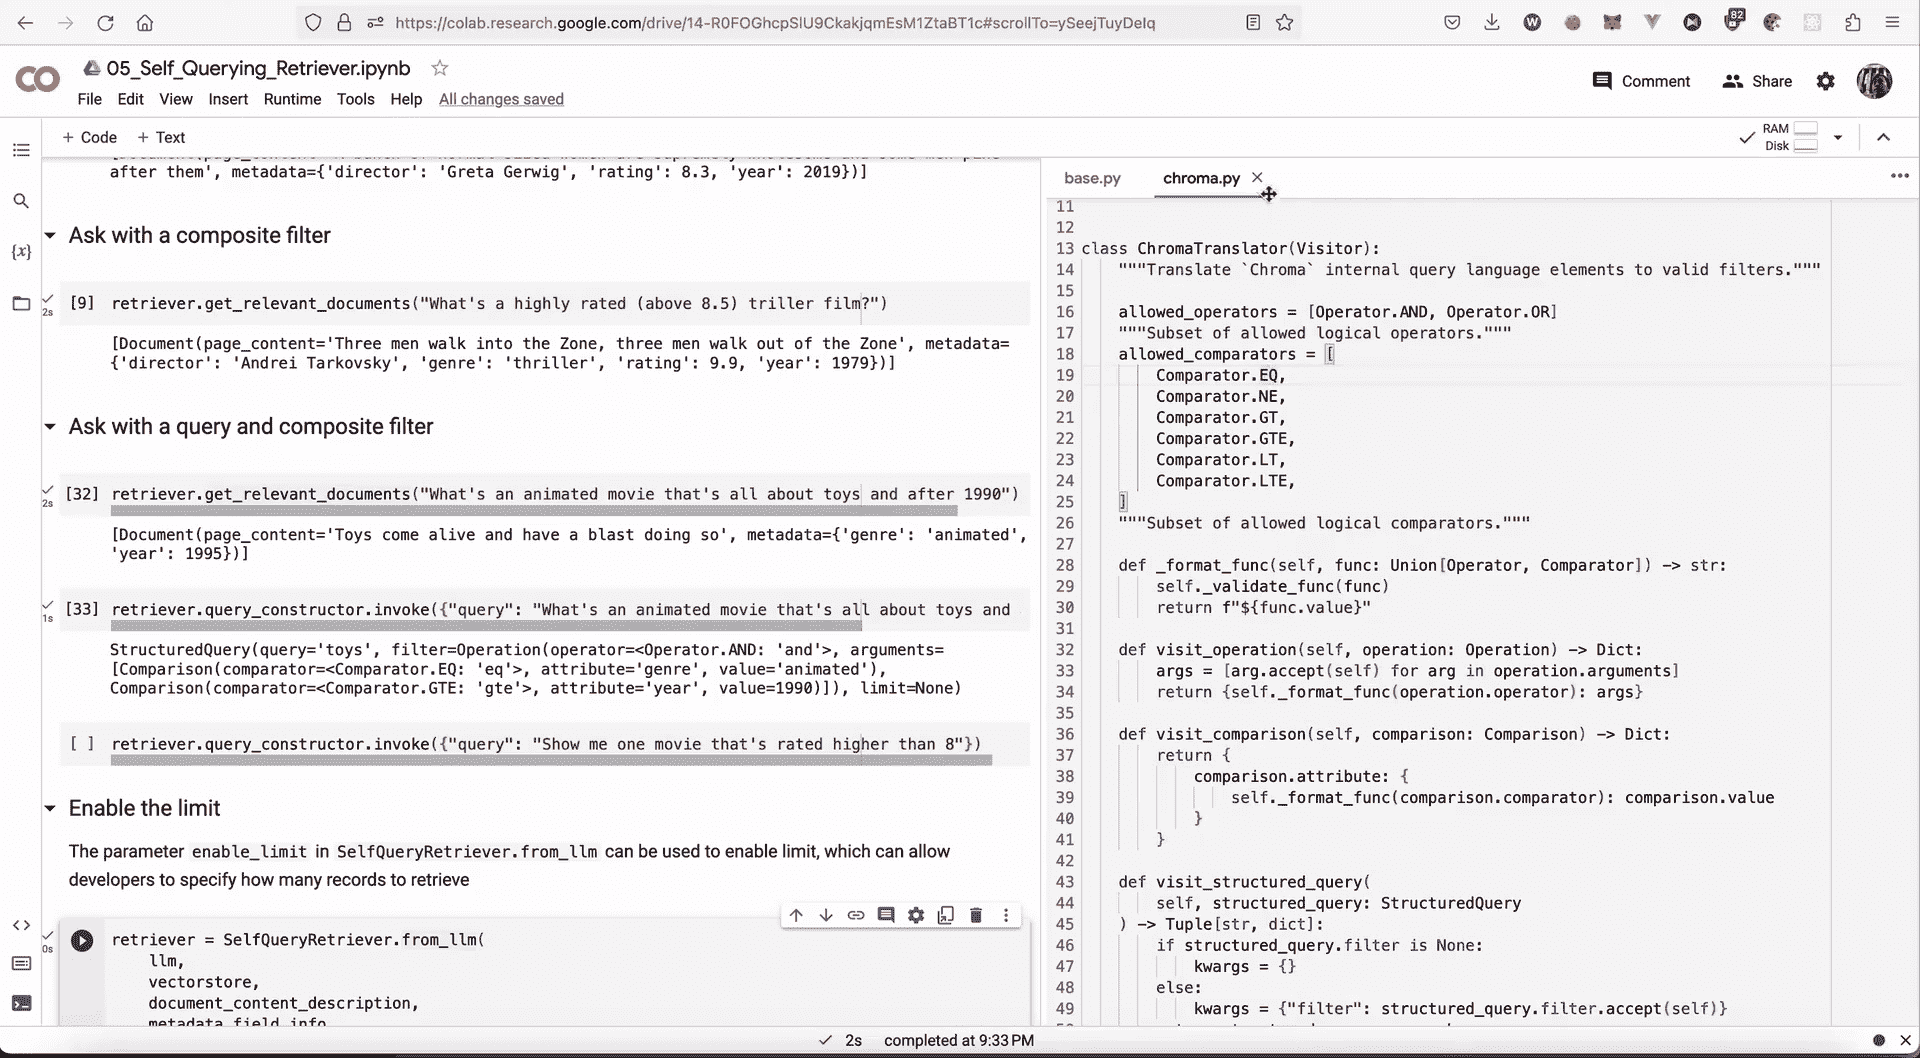 https://colab.research.google.com/drive/14-R0FOGhcpSlU9CkakjqmEsM1ZtaBT1c#scrollTo=ySeejTuyDeIq
82
05_Self_Querying_Retriever.ipynb
File Edit View Insert Runtime Tools Help All changes saved
Comment Share
+ Code + Text
RAM
Disk
after them', metadata={'director': 'Greta Gerwig', 'rating': 8.3, 'year': 2019})]
Ask with a composite filter
[9] retriever.get_relevant_documents("What's a highly rated (above 8.5) triller film?")
2s
[Document(page_content='Three men walk into the Zone, three men walk out of the Zone', metadata=
{'director': 'Andrei Tarkovsky', 'genre': 'thriller', 'rating': 9.9, 'year': 1979})]
Ask with a query and composite filter
[32] retriever.get_relevant_documents("What's an animated movie that's all about toys and after 1990")
2s
[Document(page_content='Toys come alive and have a blast doing so', metadata={'genre': 'animated',
'year': 1995})]
[33] retriever.query_constructor.invoke({"query": "What's an animated movie that's all about toys and
1s
StructuredQuery(query='toys', filter=Operation(operator=<Operator.AND: 'and'>, arguments=
[Comparison(comparator=<Comparator.EQ: 'eq'>, attribute='genre', value='animated'),
Comparison(comparator=<Comparator.GTE: 'gte'>, attribute='year', value=1990)]), limit=None)
[ ] retriever.query_constructor.invoke({"query": "Show me one movie that's rated higher than 8"})
Enable the limit
The parameter enable_limit in SelfQueryRetriever.from_llm can be used to enable limit, which can allow
developers to specify how many records to retrieve
0s
retriever = SelfQueryRetriever.from_llm(
llm,
vectorstore,
document_content_description,
metadata_field_info
base.py chroma.py
11
12
13 class ChromaTranslator(Visitor):
14 """Translate `Chroma` internal query language elements to valid filters."""
15
16 allowed_operators = [Operator.AND, Operator.OR]
17 """Subset of allowed logical operators."""
18 allowed_comparators = [
19 Comparator.EQ,
20 Comparator.NE,
21 Comparator.GT,
22 Comparator.GTE,
23 Comparator.LT,
24 Comparator.LTE,
25 ]
26 """Subset of allowed logical comparators."""
27
28 def _format_func(self, func: Union[Operator, Comparator]) -> str:
29 self._validate_func(func)
30 return f"${func.value}"
31
32 def visit_operation(self, operation: Operation) -> Dict:
33 args = [arg.accept(self) for arg in operation.arguments]
34 return {self._format_func(operation.operator): args}
35
36 def visit_comparison(self, comparison: Comparison) -> Dict:
37 return {
38 comparison.attribute: {
39 self._format_func(comparison.comparator): comparison.value
40 }
41 }
42
43 def visit_structured_query(
44 self, structured_query: StructuredQuery
45 ) -> Tuple[str, dict]:
46 if structured_query.filter is None:
47 kwargs = {}
48 else:
49 kwargs = {"filter": structured_query.filter.accept(self)}
2s completed at 9:33 PM